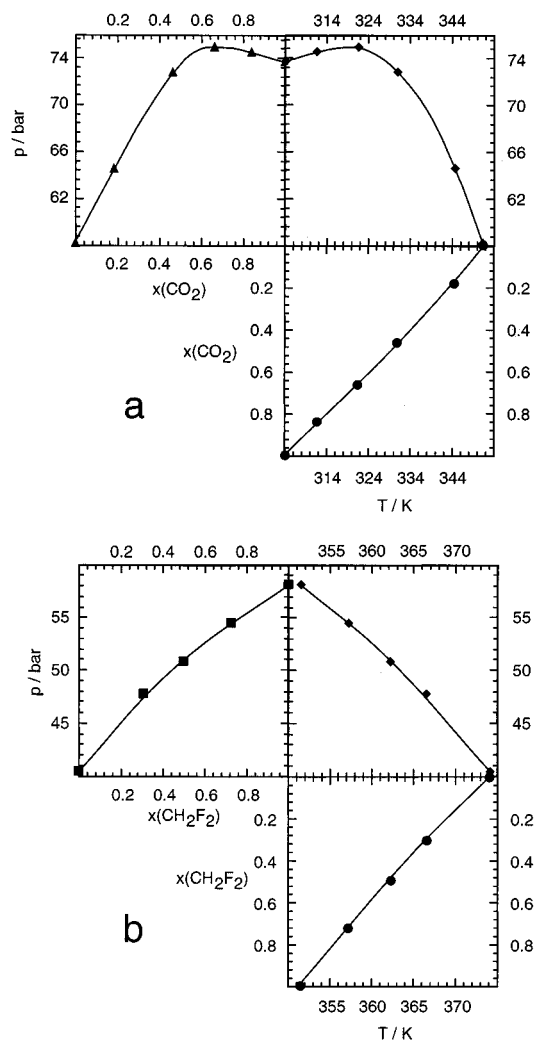 0.2 0.4 0.6 0.8 314 324 334 344
74 74
70 70
66 66
62 62
p / bar
0.2 0.4 0.6 0.8
x(CO2)
0.2 0.2
0.4 0.4
0.6 0.6
0.8 0.8
x(CO2)
314 324 334 344
T / K
a
0.2 0.4 0.6 0.8 355 360 365 370
55 55
50 50
45 45
p / bar
0.2 0.4 0.6 0.8
x(CH2F2)
0.2 0.2
0.4 0.4
0.6 0.6
0.8 0.8
x(CH2F2)
355 360 365 370
T / K
b